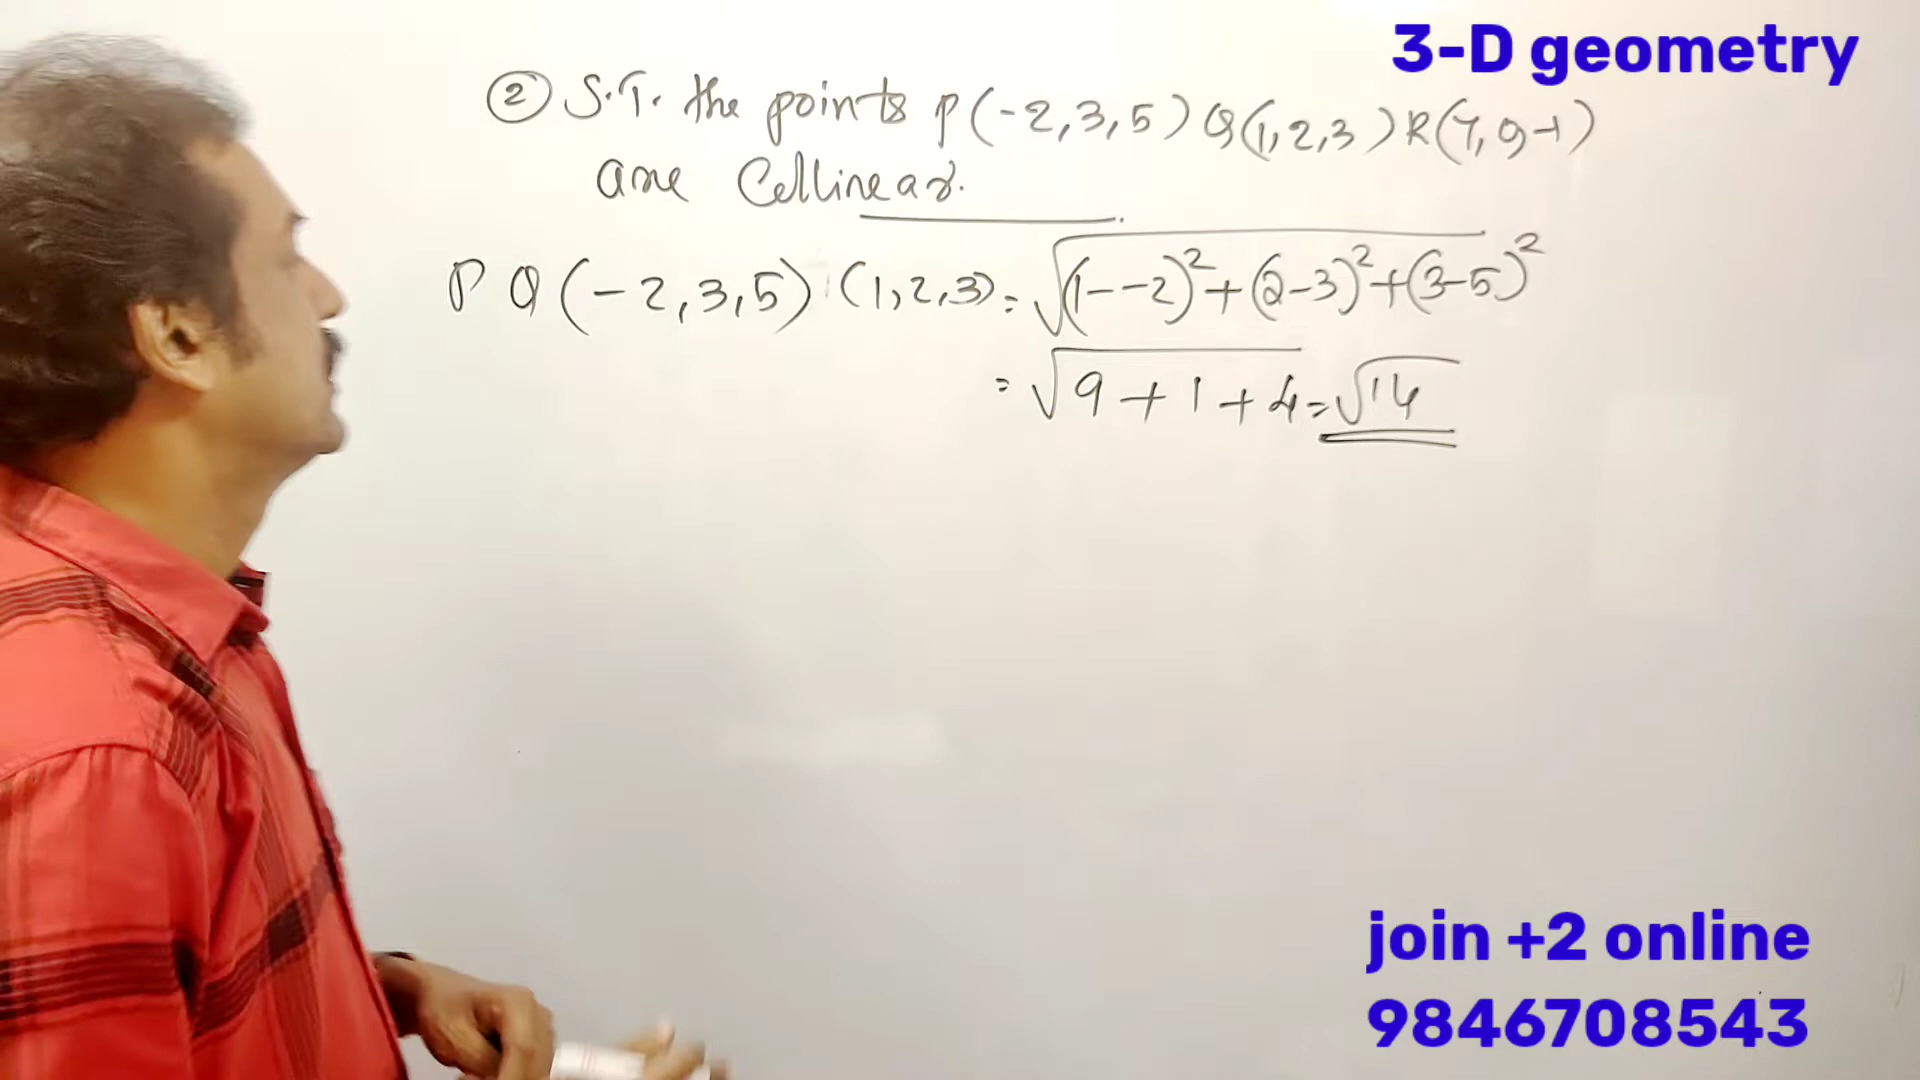 3-D geometry
② S.T. the points P(-2,3,5) Q(1,2,3) R(7,0-1)
are Collinear.
PQ(-2,3,5) (1,2,3) = √(1--2)²+(2-3)²+(3-5)²
= √9+1+4 = √14
join +2 online
9846708543